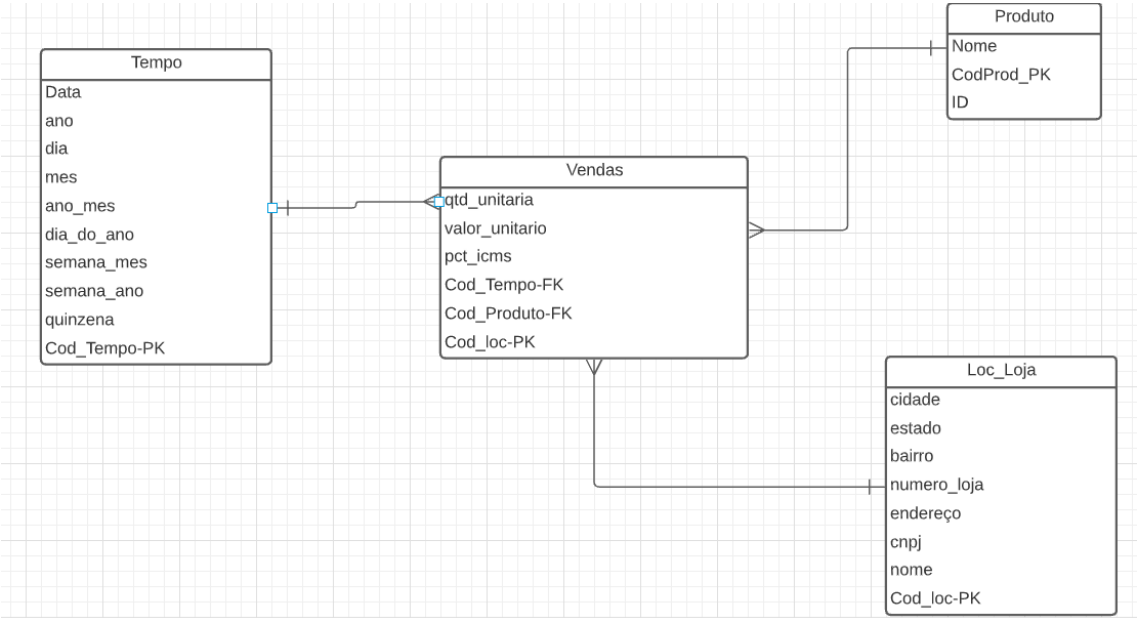 Tempo
Data
ano
dia
mes
ano_mes
dia_do_ano
semana_mes
semana_ano
quinzena
Cod_Tempo-PK
Vendas
qtd_unitaria
valor_unitario
pct_icms
Cod_Tempo-FK
Cod_Produto-FK
Cod_loc-PK
Produto
Nome
CodProd_PK
ID
Loc_Loja
cidade
estado
bairro
numero_loja
endereço
cnpj
nome
Cod_loc-PK